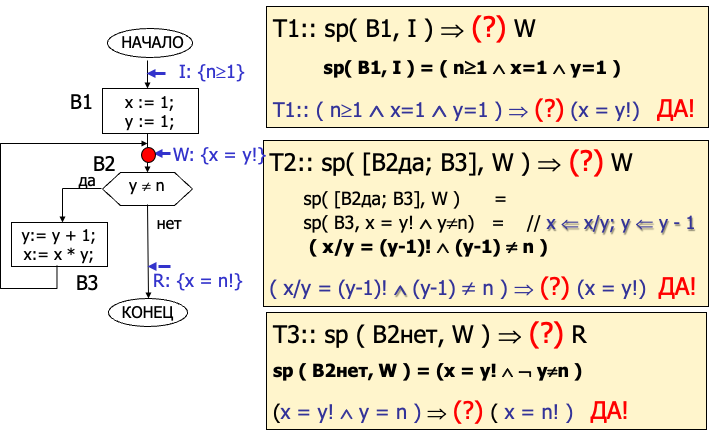 НАЧАЛО
I: {n≥1}
B1
x := 1;
y := 1;
W: {x = y!}
B2
да
y ≠ n
нет
y:= y + 1;
x:= x * y;
B3
R: {x = n!}
КОНЕЦ
T1:: sp( B1, I ) ⇒ (?) W
sp( B1, I ) = ( n≥1 ∧ x=1 ∧ y=1 )
T1:: ( n≥1 ∧ x=1 ∧ y=1 ) ⇒ (?) (x = y!) ДА!
T2:: sp( [B2да; B3], W ) ⇒ (?) W
sp( [B2да; B3], W ) =
sp( B3, x = y! ∧ y≠n) = // x ⇐ x/y; y ⇐ y - 1
( x/y = (y-1)! ∧ (y-1) ≠ n )
( x/y = (y-1)! ∧ (y-1) ≠ n ) ⇒ (?) (x = y!) ДА!
T3:: sp ( B2нет, W ) ⇒ (?) R
sp ( B2нет, W ) = (x = y! ∧ ¬ y≠n )
(x = y! ∧ y = n ) ⇒ (?) ( x = n! ) ДА!